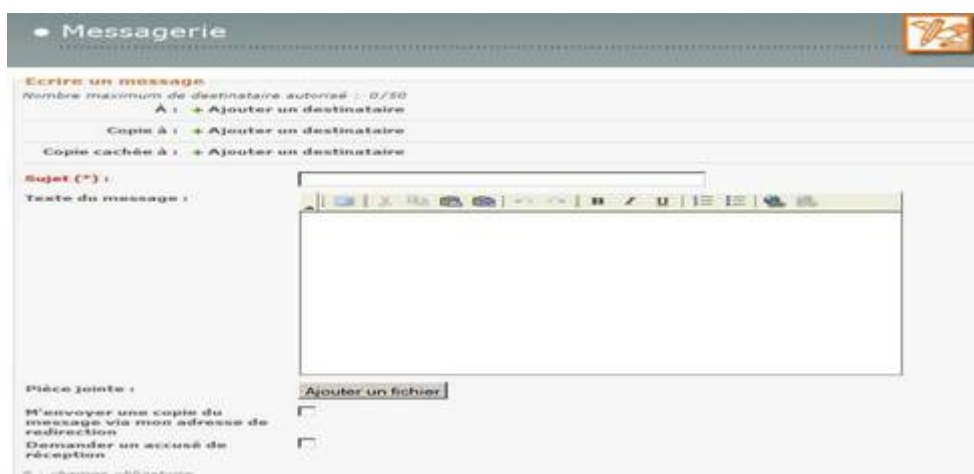 Messagerie
Ecrire un message
Nombre maximum de destinataire autorisé : 0/50
À : + Ajouter un destinataire
Copie à : + Ajouter un destinataire
Copie cachée à : + Ajouter un destinataire
Sujet (*) :
Texte du message :
B I U
Pièce jointe :
Ajouter un fichier
M'envoyer une copie du
message via mon adresse de
redirection
Demander un accusé de
réception